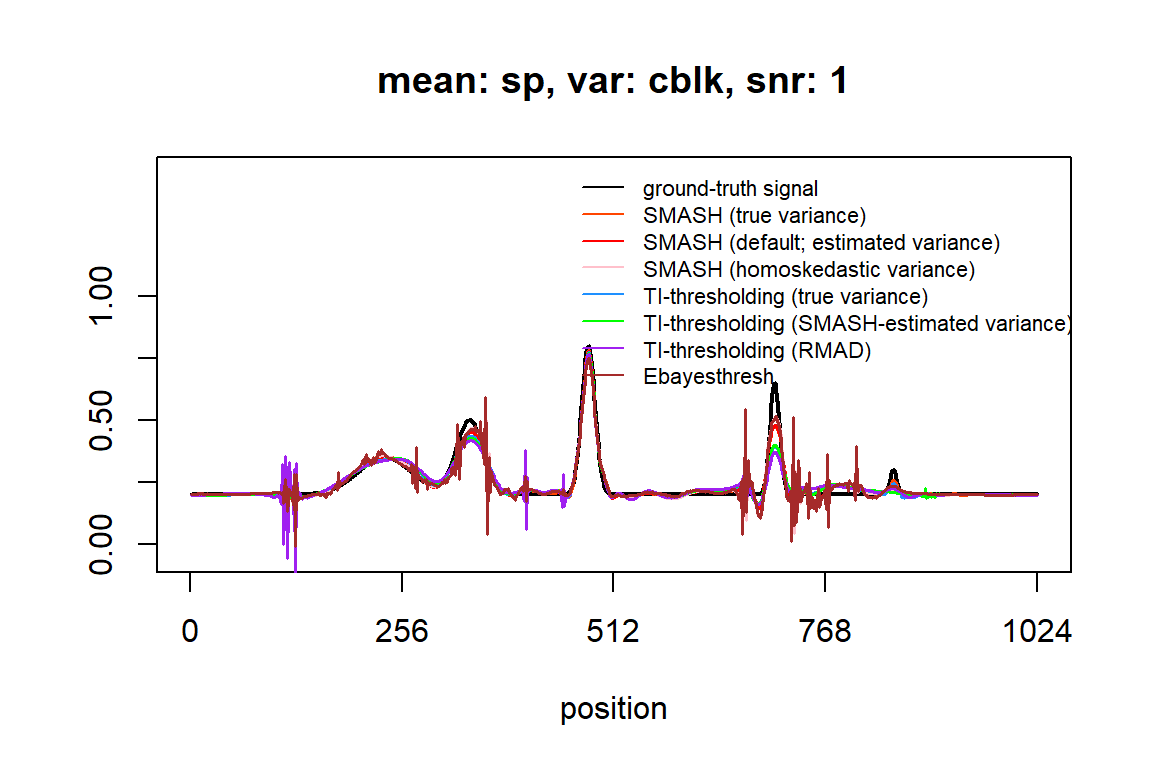 mean: sp, var: cblk, snr: 1
ground-truth signal
SMASH (true variance)
SMASH (default; estimated variance)
SMASH (homoskedastic variance)
TI-thresholding (true variance)
TI-thresholding (SMASH-estimated variance)
TI-thresholding (RMAD)
Ebayesthresh
1.00
0.50
0.00
0 256 512 768 1024
position